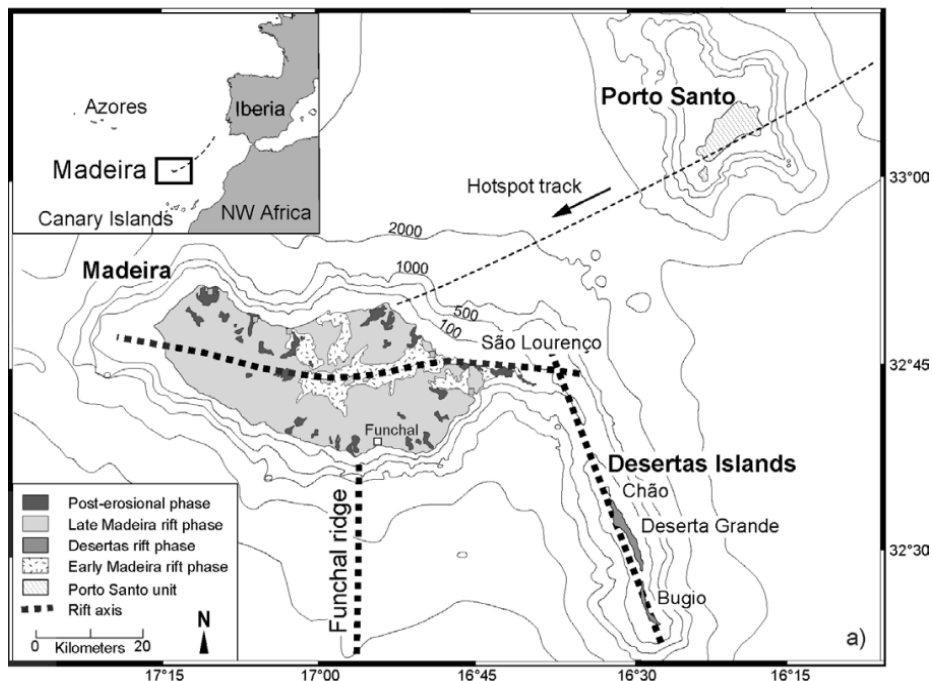 Azores
Iberia
Madeira
Canary Islands
NW Africa
Porto Santo
33°00
Hotspot track
2000
Madeira
1000
500
100
São Lourenço
32°45
Funchal
Desertas Islands
Chão
Deserta Grande
Funchal ridge
32°30
Bugio
Post-erosional phase
Late Madeira rift phase
Desertas rift phase
Early Madeira rift phase
Porto Santo unit
Rift axis
N
0 Kilometers 20
a)
17°15 17°00 16°45 16°30 16°15